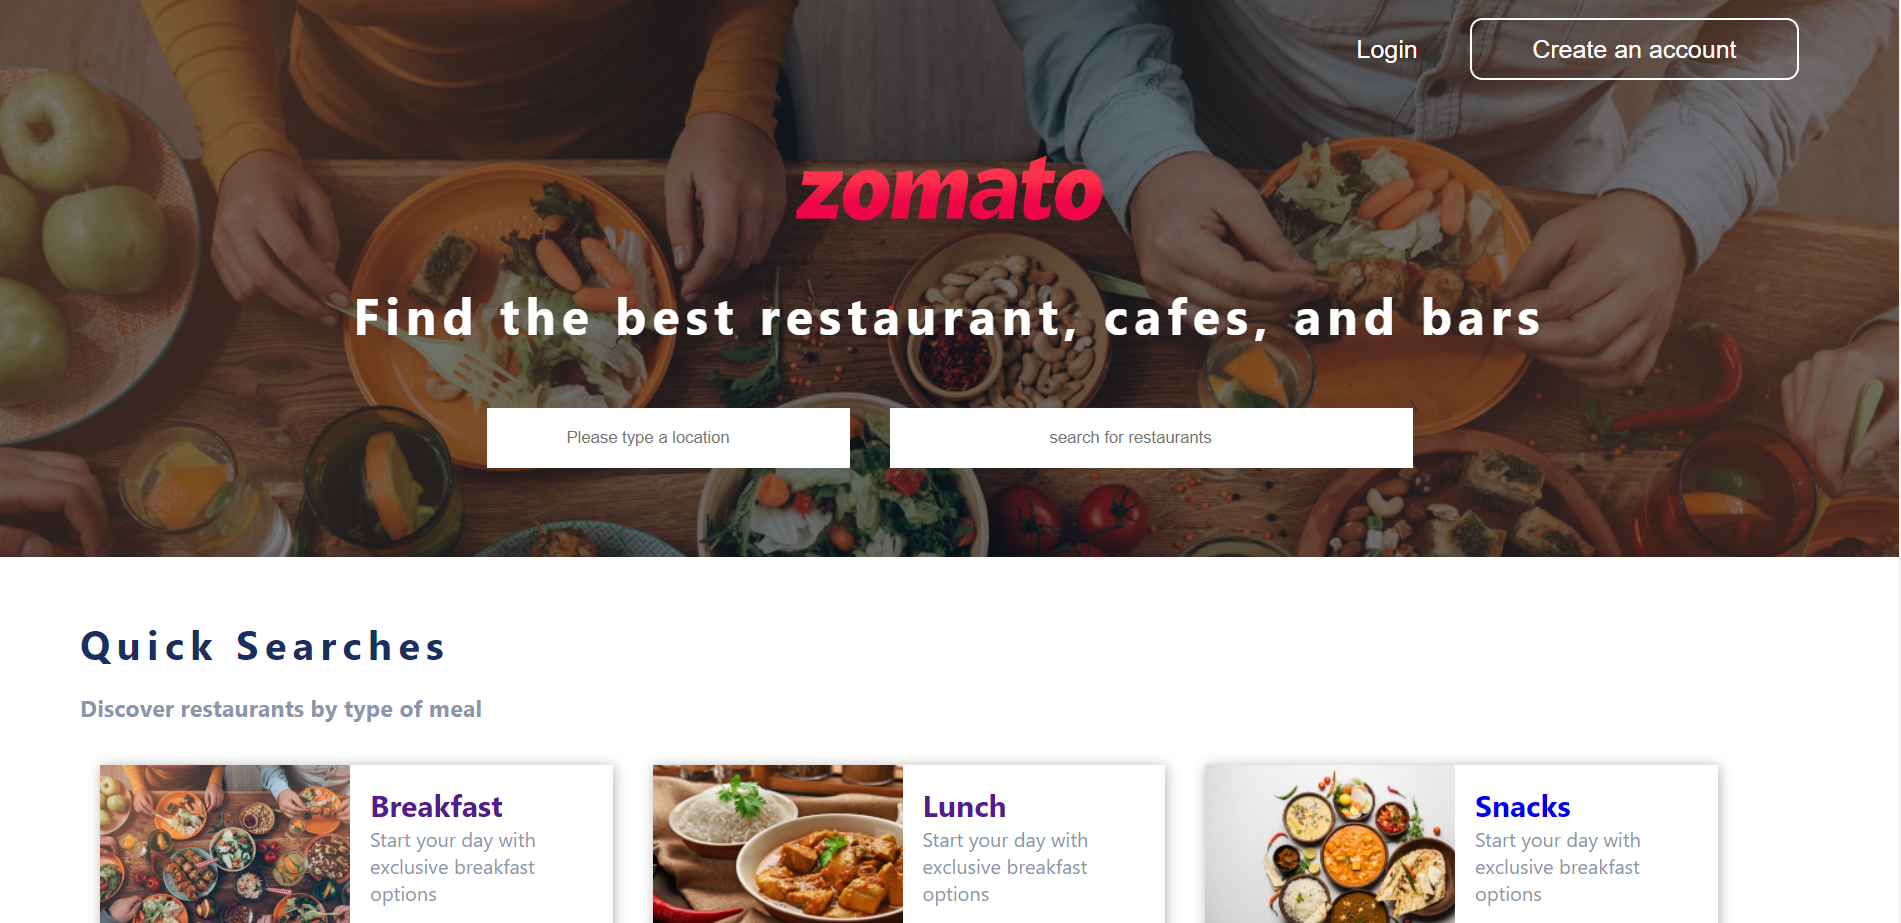 Login
Create an account
zomato
Find the best restaurant, cafes, and bars
Please type a location
search for restaurants
Quick Searches
Discover restaurants by type of meal
Breakfast
Start your day with
exclusive breakfast
options
Lunch
Start your day with
exclusive breakfast
options
Snacks
Start your day with
exclusive breakfast
options